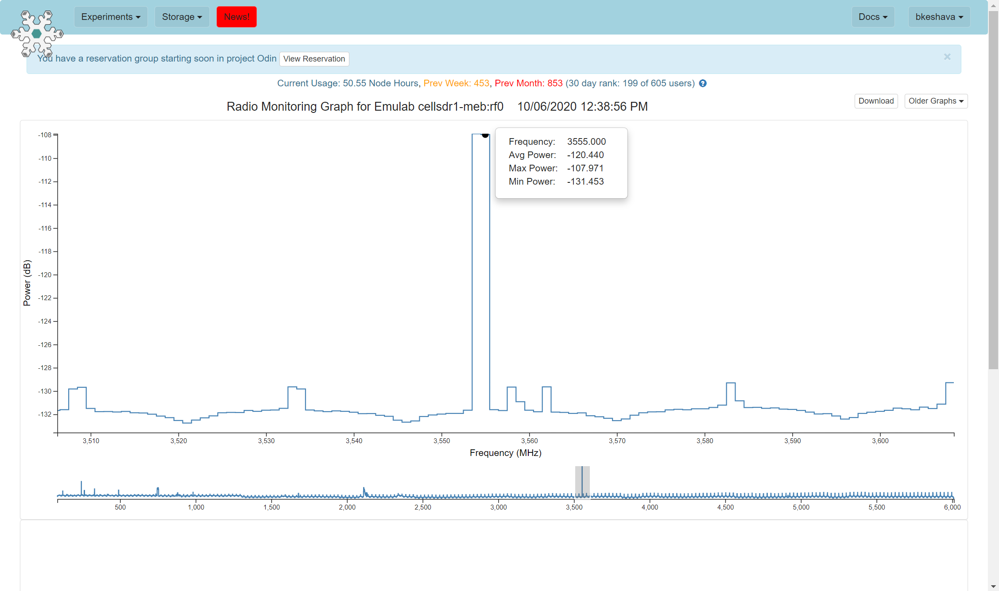 Experiments Storage News! Docs bkeshava
You have a reservation group starting soon in project Odin View Reservation ×
Current Usage: 50.55 Node Hours, Prev Week: 453, Prev Month: 853 (30 day rank: 199 of 605 users) ?
Radio Monitoring Graph for Emulab cellsdr1-meb:rf0 10/06/2020 12:38:56 PM
Download Older Graphs
Frequency: 3555.000
Avg Power: -120.440
Max Power: -107.971
Min Power: -131.453
-108
-110
-112
-114
-116
-118
-120
-122
-124
-126
-128
-130
-132
Power (dB)
3,510 3,520 3,530 3,540 3,550 3,560 3,570 3,580 3,590 3,600
Frequency (MHz)
500 1,000 1,500 2,000 2,500 3,000 3,500 4,000 4,500 5,000 5,500 6,000